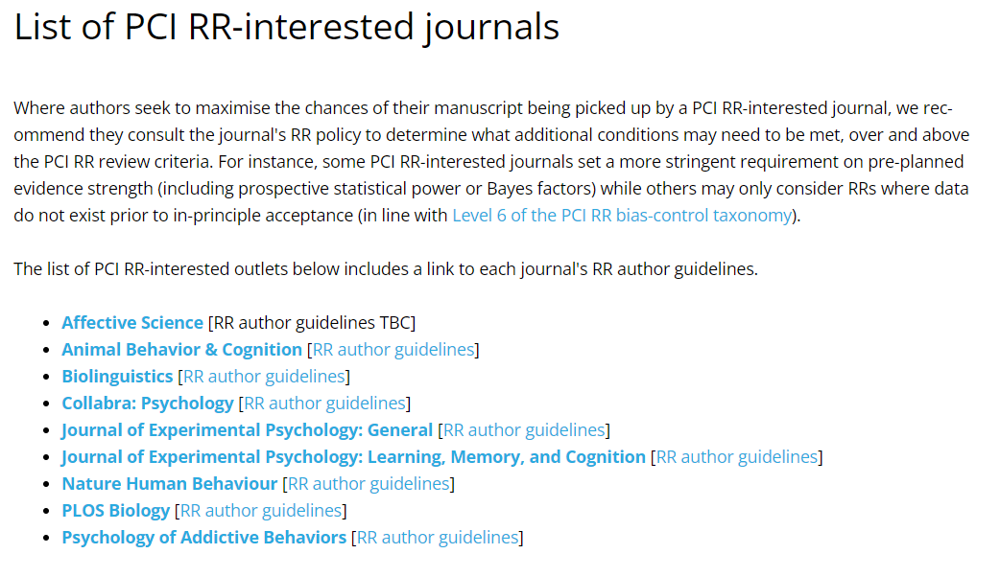 List of PCI RR-interested journals
Where authors seek to maximise the chances of their manuscript being picked up by a PCI RR-interested journal, we rec-
ommend they consult the journal's RR policy to determine what additional conditions may need to be met, over and above
the PCI RR review criteria. For instance, some PCI RR-interested journals set a more stringent requirement on pre-planned
evidence strength (including prospective statistical power or Bayes factors) while others may only consider RRs where data
do not exist prior to in-principle acceptance (in line with Level 6 of the PCI RR bias-control taxonomy).
The list of PCI RR-interested outlets below includes a link to each journal's RR author guidelines.
• Affective Science [RR author guidelines TBC]
• Animal Behavior & Cognition [RR author guidelines]
• Biolinguistics [RR author guidelines]
• Collabra: Psychology [RR author guidelines]
• Journal of Experimental Psychology: General [RR author guidelines]
• Journal of Experimental Psychology: Learning, Memory, and Cognition [RR author guidelines]
• Nature Human Behaviour [RR author guidelines]
• PLOS Biology [RR author guidelines]
• Psychology of Addictive Behaviors [RR author guidelines]